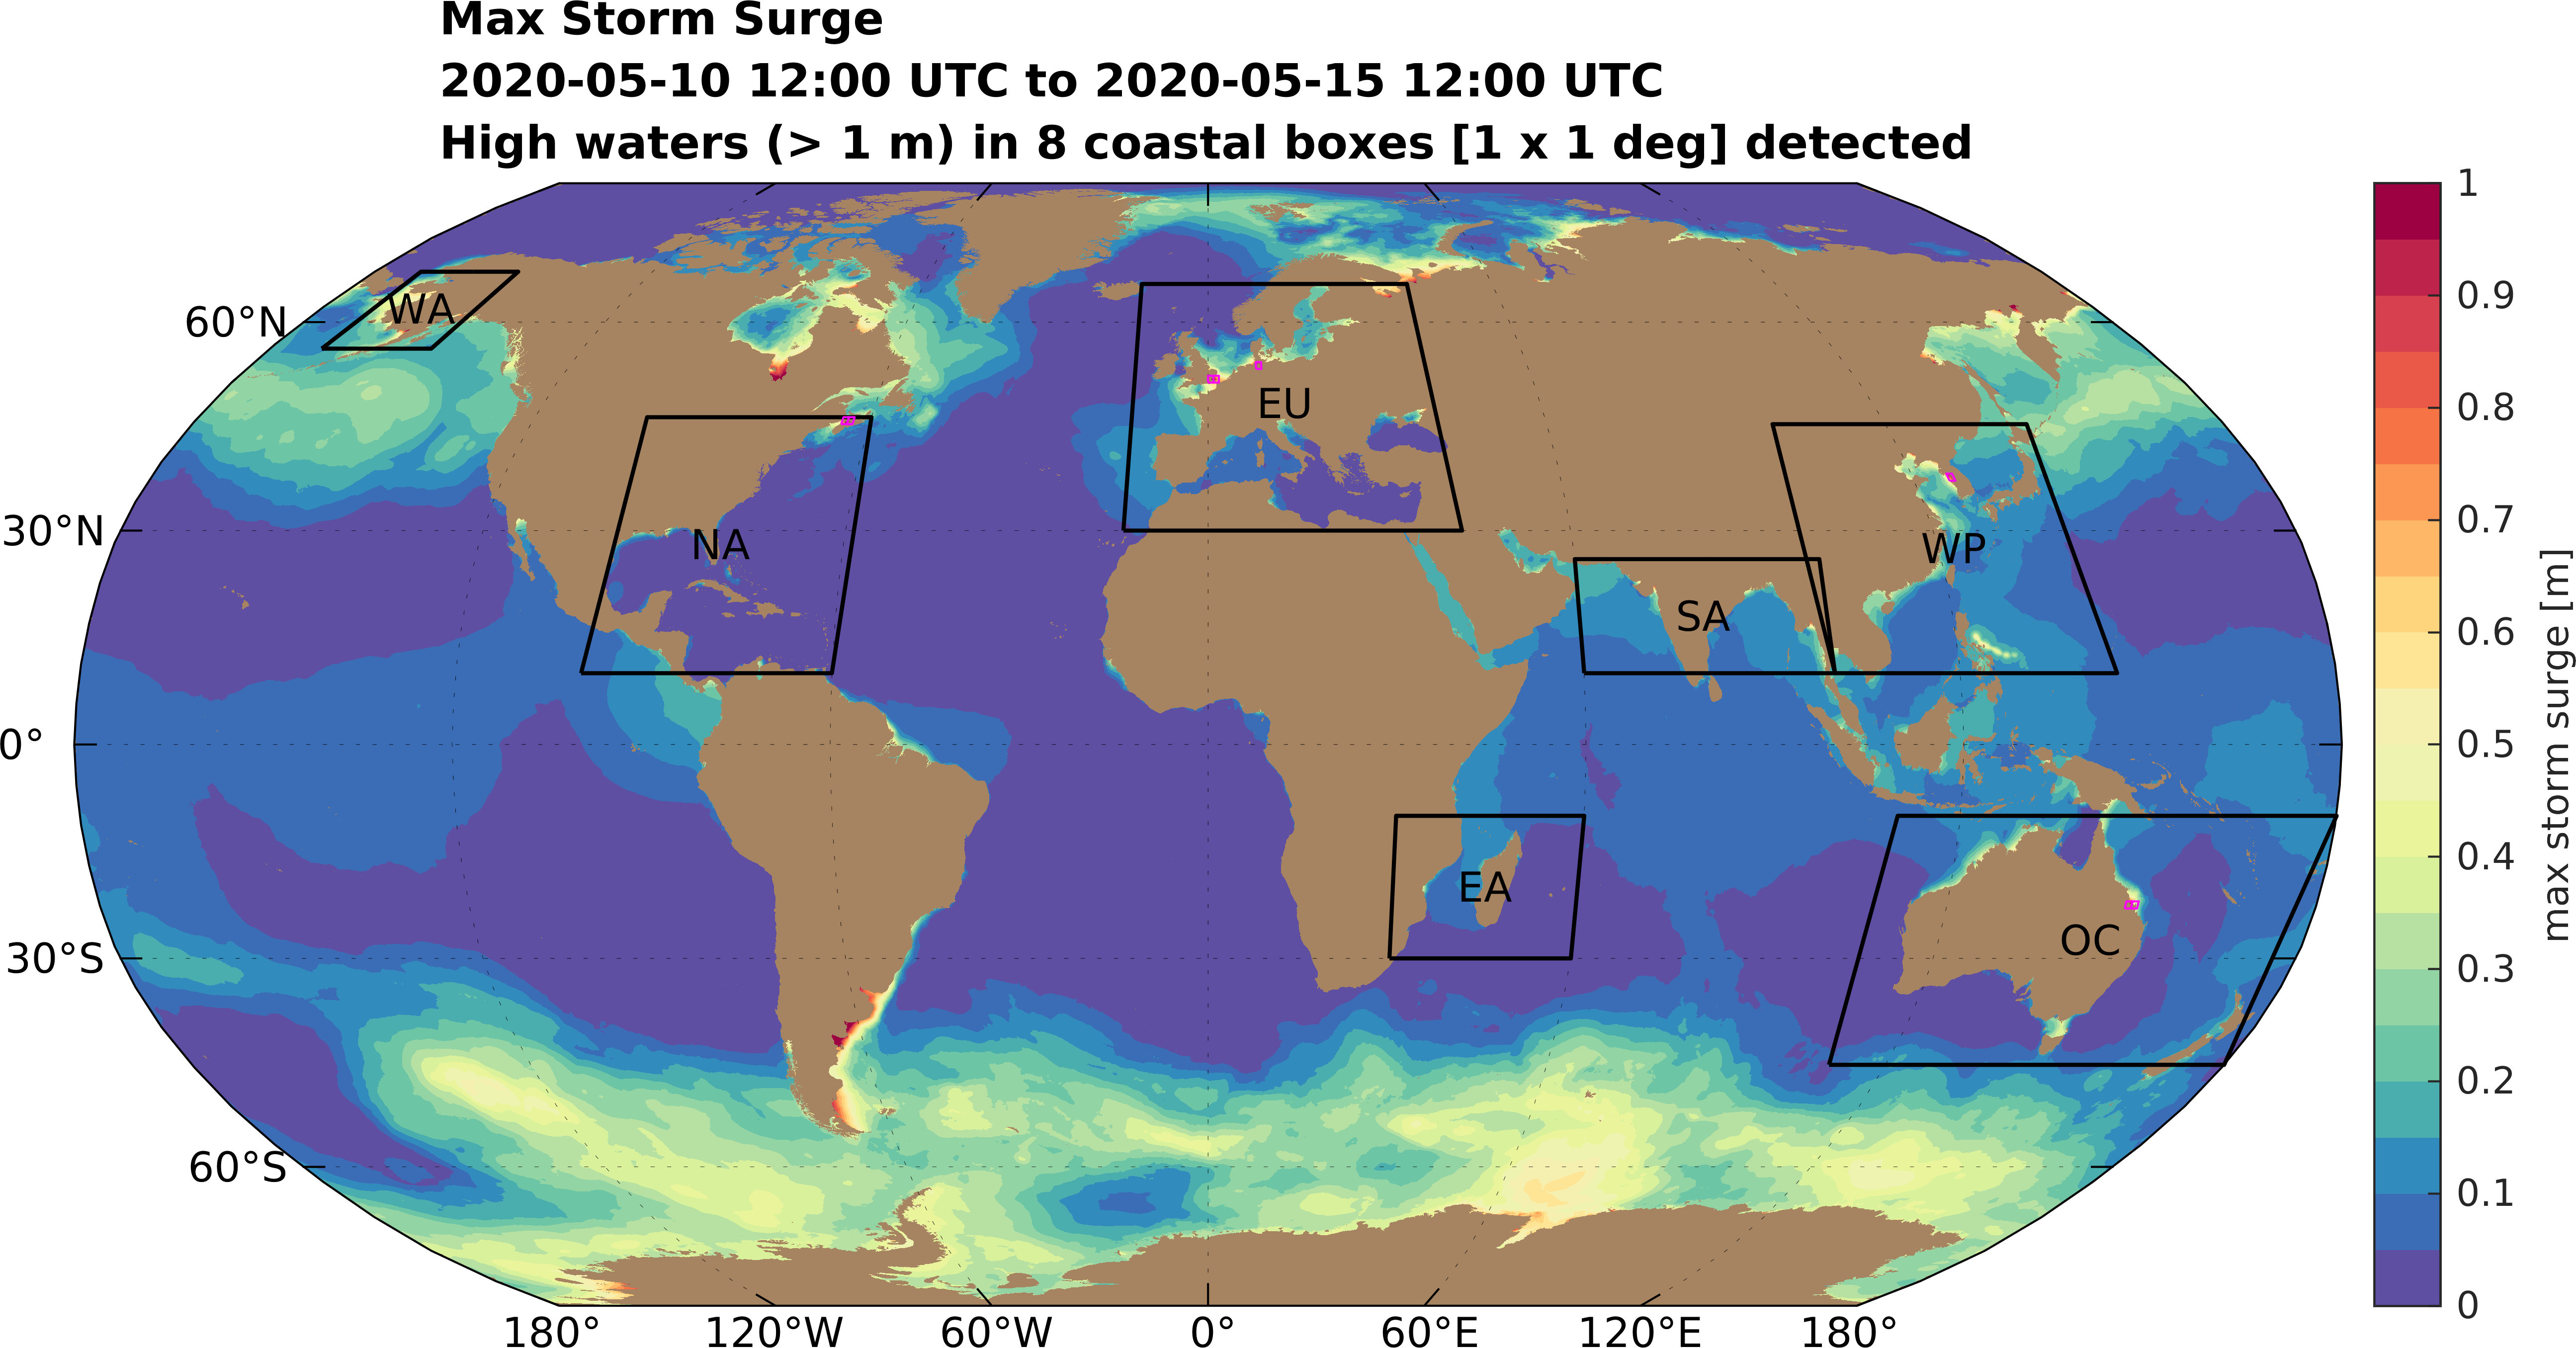 Max Storm Surge
2020-05-10 12:00 UTC to 2020-05-15 12:00 UTC
High waters (> 1 m) in 8 coastal boxes [1 x 1 deg] detected
60°N
30°N
0°
30°S
60°S
WA
NA
EU
SA
WP
EA
OC
180°
120°W
60°W
0°
60°E
120°E
180°
1
0.9
0.8
0.7
0.6
0.5
0.4
0.3
0.2
0.1
0
max storm surge [m]